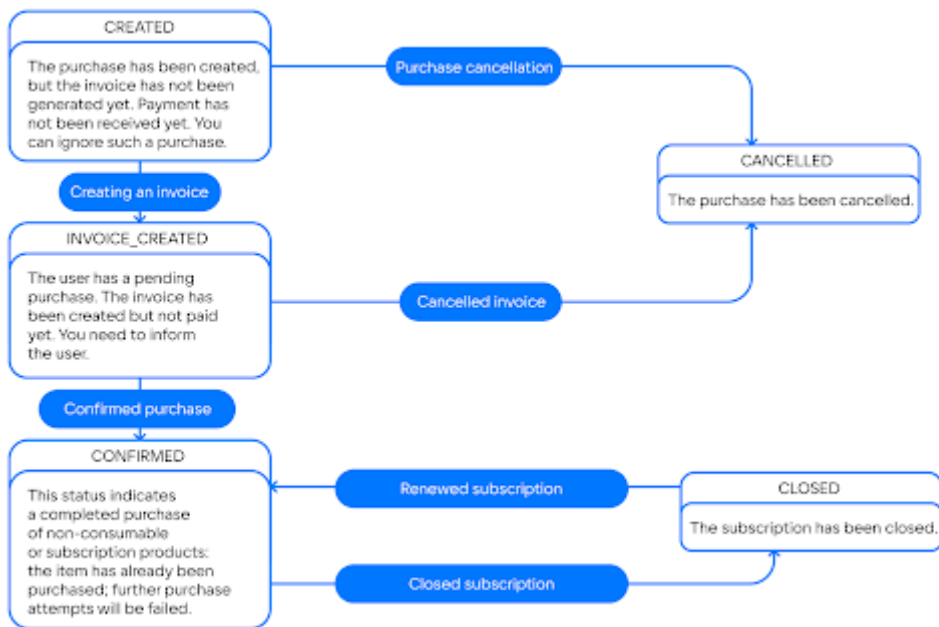 CREATED
The purchase has been created,
but the invoice has not been
generated yet. Payment has
not been received yet. You
can ignore such a purchase.
Purchase cancellation
CANCELLED
The purchase has been cancelled.
Creating an invoice
INVOICE_CREATED
The user has a pending
purchase. The invoice has
been created but not paid
yet. You need to inform
the user.
Cancelled invoice
Confirmed purchase
CONFIRMED
This status indicates
a completed purchase
of non-consumable
or subscription products:
the item has already been
purchased; further purchase
attempts will be failed.
Renewed subscription
CLOSED
The subscription has been closed.
Closed subscription